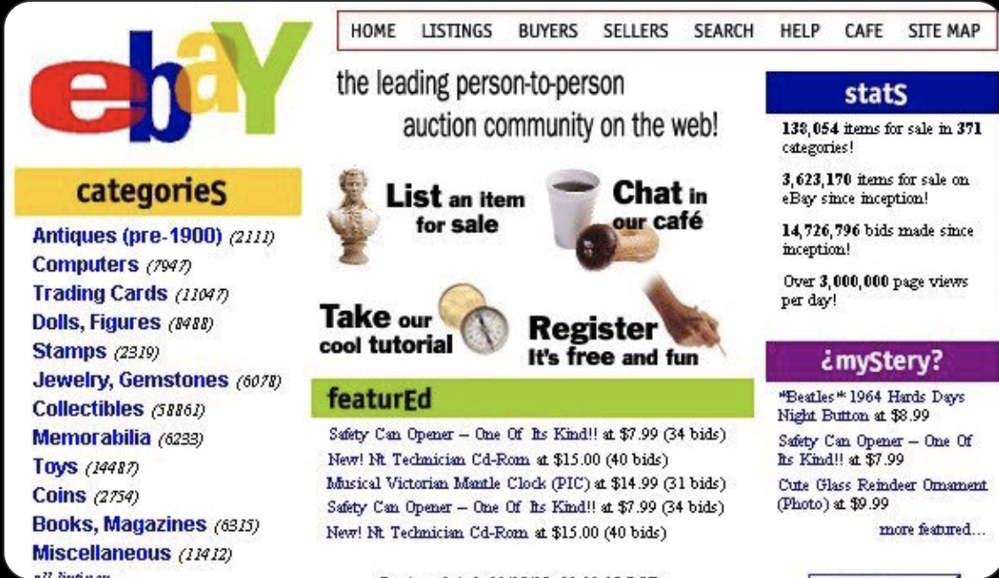 ebaY
HOME LISTINGS BUYERS SELLERS SEARCH HELP CAFE SITE MAP
the leading person-to-person
auction community on the web!
categorieS
Antiques (pre-1900) (2111)
Computers (7947)
Trading Cards (11047)
Dolls, Figures (8488)
Stamps (2319)
Jewelry, Gemstones (6078)
Collectibles (58861)
Memorabilia (6233)
Toys (14487)
Coins (2754)
Books, Magazines (6315)
Miscellaneous (11412)
all listings
List an item
for sale
Chat in
our café
Take our
cool tutorial
Register
It's free and fun
featurEd
Safety Can Opener – One Of Its Kind!! at $7.99 (34 bids)
New! Nt Technician Cd-Rom at $15.00 (40 bids)
Musical Victorian Mantle Clock (PIC) at $14.99 (31 bids)
Safety Can Opener – One Of Its Kind!! at $7.99 (34 bids)
New! Nt Technician Cd-Rom at $15.00 (40 bids)
statS
138,054 items for sale in 371
categories!
3,623,170 items for sale on
eBay since inception!
14,726,796 bids made since
inception!
Over 3,000,000 page views
per day!
¿myStery?
*Beatles* 1964 Hards Days
Night Button at $8.99
Safety Can Opener – One Of
Its Kind!! at $7.99
Cute Glass Reindeer Ornament
(Photo) at $9.99
more featured...